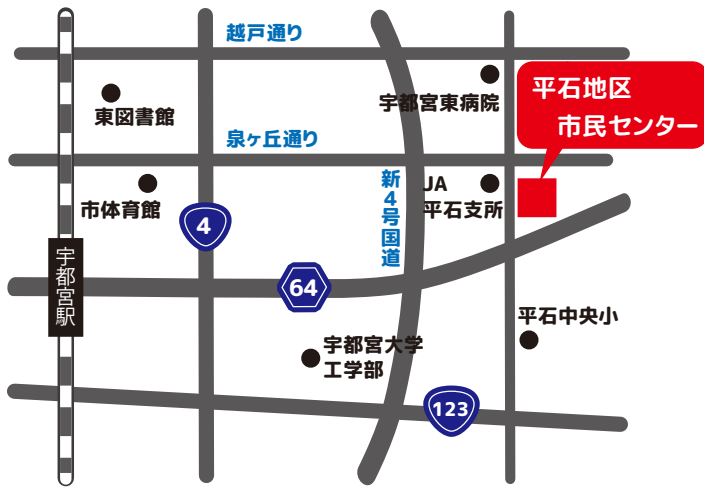 越戸通り
宇都宮東病院
平石地区
市民センター
東図書館
泉ヶ丘通り
新4号国道
JA
平石支所
市体育館
4
宇都宮駅
64
平石中央小
宇都宮大学
工学部
123